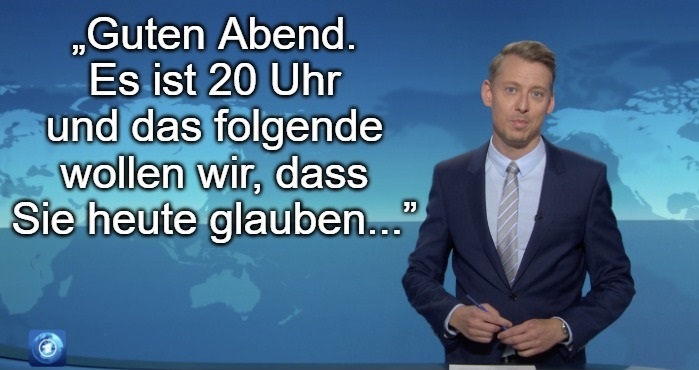 „Guten Abend.
Es ist 20 Uhr
und das folgende
wollen wir, dass
Sie heute glauben...”